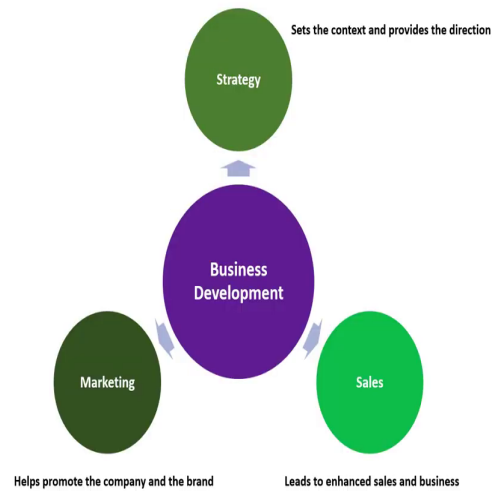 Sets the context and provides the direction
Strategy
Business
Development
Marketing
Sales
Helps promote the company and the brand
Leads to enhanced sales and business